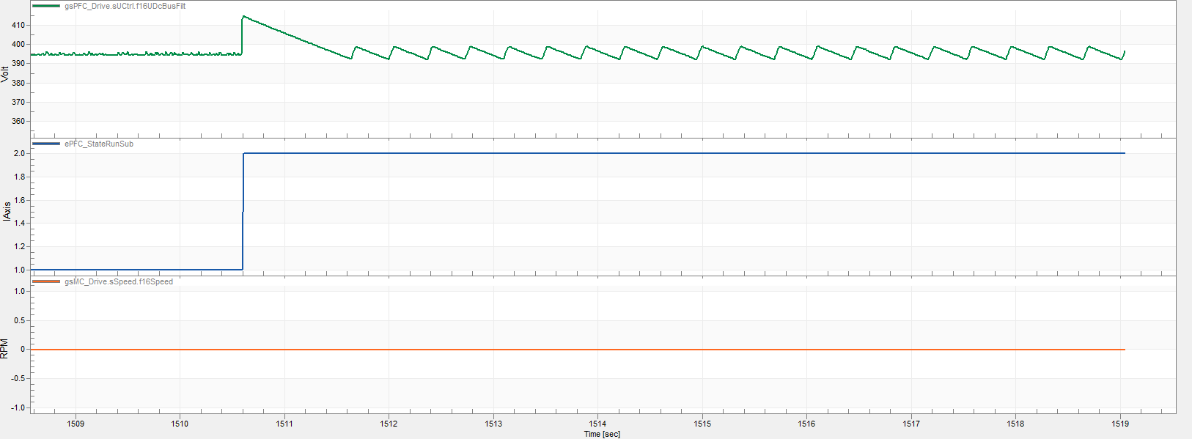 gsPFC_Drive.sUCtrl.f16UDcBusFilt
410
400
390
380
370
360
Volt
ePFC_StateRunSub
2.0
1.8
1.6
1.4
1.2
1.0
IAxis
gsMC_Drive.sSpeed.f16Speed
1.0
0.5
0
-0.5
-1.0
RPM
1509 1510 1511 1512 1513 1514 1515 1516 1517 1518 1519
Time [sec]